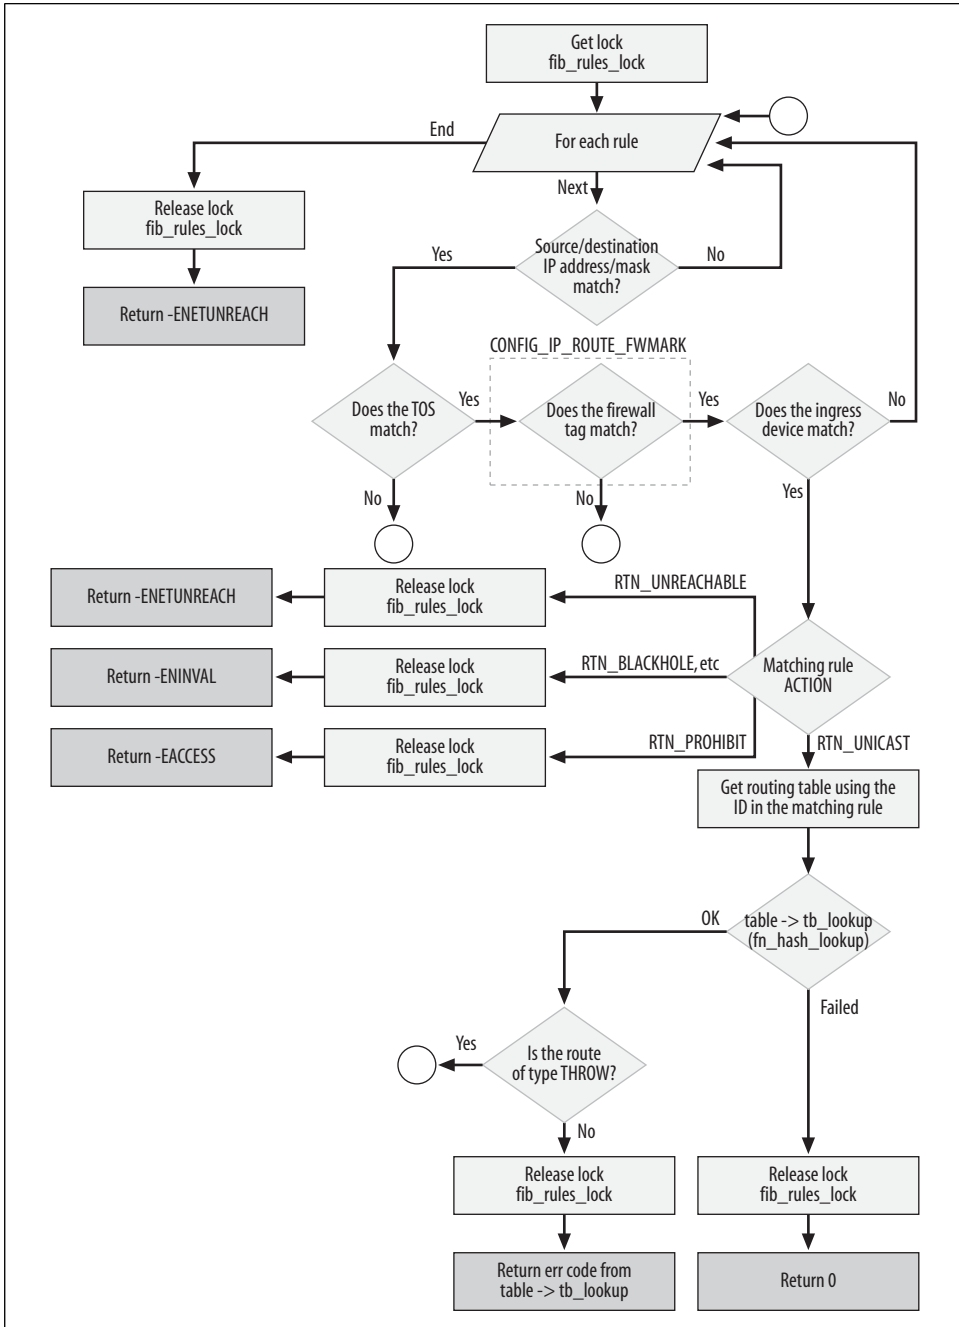 Get lock
fib_rules_lock
End
For each rule
Next
Release lock
fib_rules_lock
Yes
Source/destination
IP address/mask
match?
No
Return -ENETUNREACH
CONFIG_IP_ROUTE_FWMARK
Does the TOS
match?
Yes
Does the firewall
tag match?
Yes
Does the ingress
device match?
No
No
No
Yes
Return -ENETUNREACH
Release lock
fib_rules_lock
RTN_UNREACHABLE
Return -ENINVAL
Release lock
fib_rules_lock
RTN_BLACKHOLE, etc
Matching rule
ACTION
Return -EACCESS
Release lock
fib_rules_lock
RTN_PROHIBIT
RTN_UNICAST
Get routing table using the
ID in the matching rule
OK
table -> tb_lookup
(fn_hash_lookup)
Failed
Yes
Is the route
of type THROW?
No
Release lock
fib_rules_lock
Release lock
fib_rules_lock
Return err code from
table -> tb_lookup
Return 0